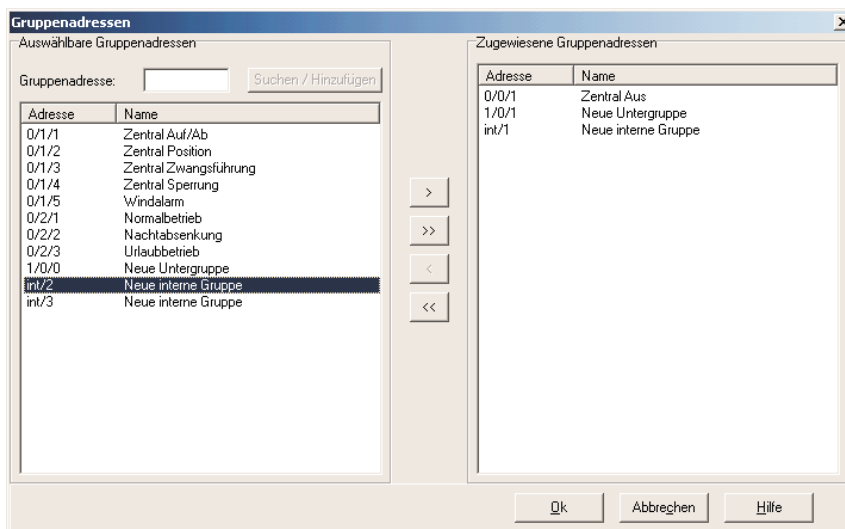 Gruppenadressen
Auswählbare Gruppenadressen
Gruppenadresse:
Suchen / Hinzufügen
Adresse Name
0/1/1 Zentral Auf/Ab
0/1/2 Zentral Position
0/1/3 Zentral Zwangsführung
0/1/4 Zentral Sperrung
0/1/5 Windalarm
0/2/1 Normalbetrieb
0/2/2 Nachtabsenkung
0/2/3 Urlaubbetrieb
1/0/0 Neue Untergruppe
int/2 Neue interne Gruppe
int/3 Neue interne Gruppe
>
>>
<
<<
Zugewiesene Gruppenadressen
Adresse Name
0/0/1 Zentral Aus
1/0/1 Neue Untergruppe
int/1 Neue interne Gruppe
Ok Abbrechen Hilfe